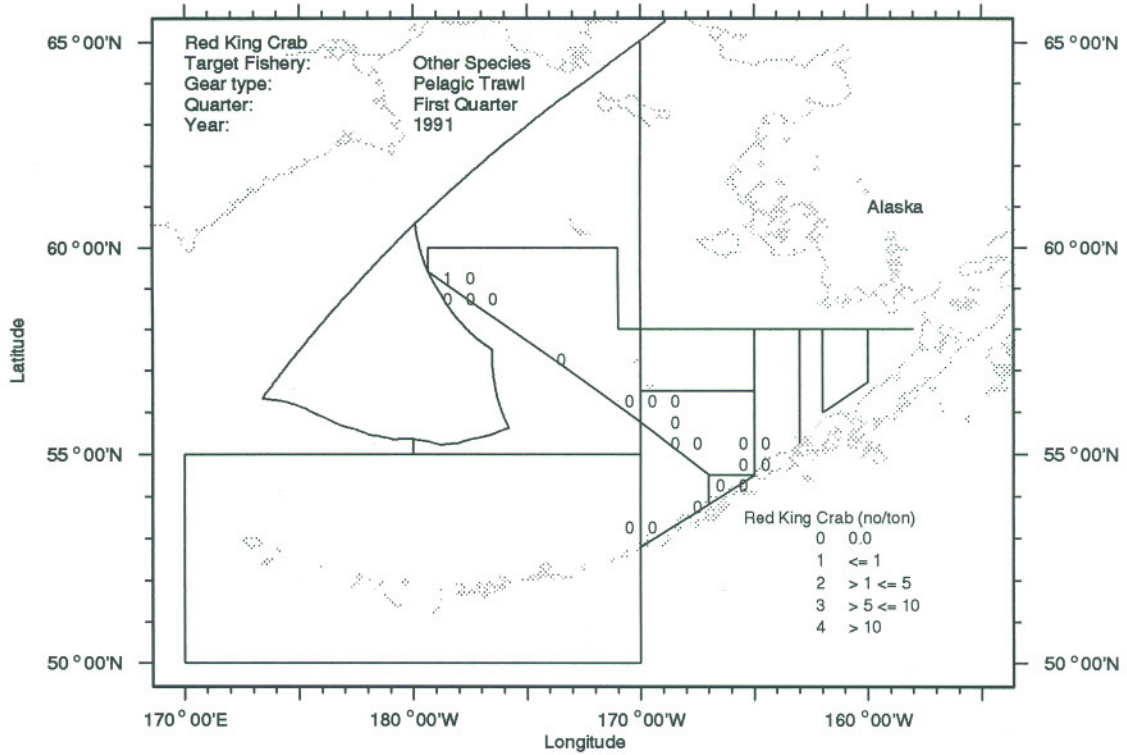 65 °00'N
65 °00'N
Red King Crab
Target Fishery: Other Species
Gear type: Pelagic Trawl
Quarter: First Quarter
Year: 1991
Alaska
60 °00'N
60 °00'N
1 0
0 0 0
Latitude
0
0 0 0
0
0 0 0 0
55 °00'N
55 °00'N
0 0
0 0
0
0 0
Red King Crab (no/ton)
0 0.0
1 <= 1
2 > 1 <= 5
3 > 5 <= 10
4 > 10
50 °00'N
50 °00'N
170 °00'E
180 °00'W
170 °00'W
160 °00'W
Longitude